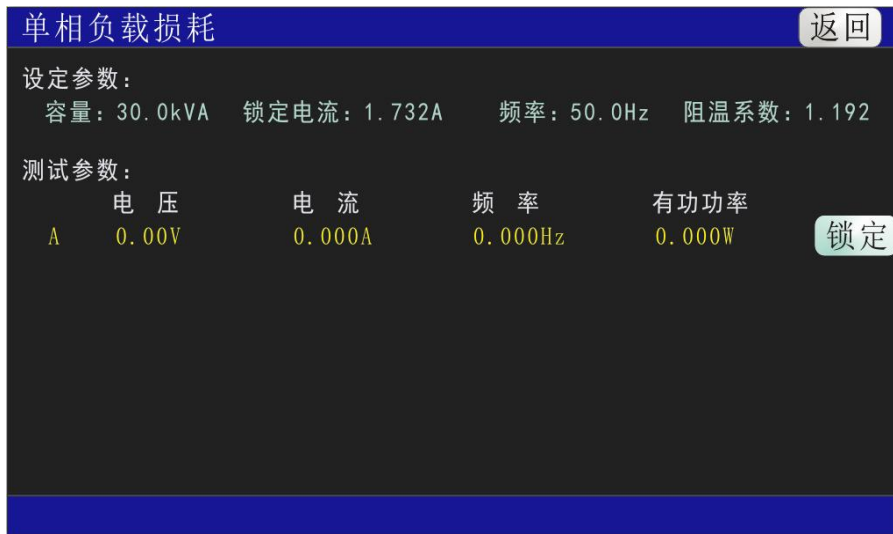 单相负载损耗 返回
设定参数：
容量：30.0kVA 锁定电流：1.732A 频率：50.0Hz 阻温系数：1.192
测试参数：
电 压 电 流 频 率 有功功率
A 0.00V 0.000A 0.000Hz 0.000W 锁定